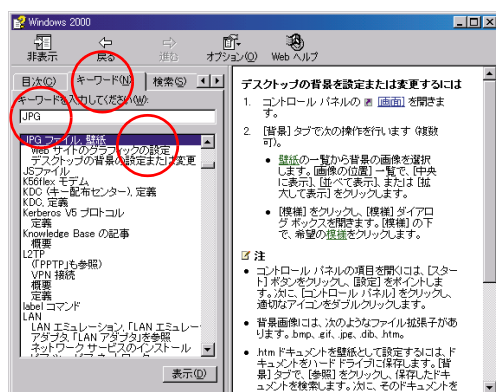 Windows 2000
非表示
戻る
進む
オプション(O)
Web ヘルプ
目次(C)
キーワード(N)
検索(S)
キーワードを入力してください(W):
JPG
JPG ファイル, 壁紙
Web サイトのグラフィックの設定
デスクトップの背景の設定または変更
JSファイル
K56flex モデム
KDC (キー配布センター), 定義
KDC, 定義
Kerberos V5 プロトコル
定義
Knowledge Base の記事
概要
L2TP
(「PPTP」も参照)
VPN 接続
概要
定義
label コマンド
LAN
LAN エミュレーション, 「LAN エミュレー
アダプタ, 「LAN アダプタ」を参照
ネットワーク サービスのインストール
表示(D)
デスクトップの背景を設定または変更するには
1. コントロール パネルの [画面] を開きま
す。
2. [背景] タブで次の操作を行います (複数
可)。
• 壁紙の一覧から背景の画像を選択
します。[画像の位置] 一覧で、[中央
に表示]、[並べて表示]、または [拡
大して表示] をクリックします。
• [模様] をクリックし、[模様] ダイアロ
グ ボックスを開きます。[模様] の下
で、希望の模様をクリックします。
注
• コントロール パネルの項目を開くには、[スター
ト] ボタンをクリックし、[設定] をポイントしま
す。次に、[コントロール パネル] をクリックし、
適切なアイコンをダブルクリックします。
• 背景画像には、次のようなファイル拡張子があ
ります。.bmp、.gif、.jpe、.dib、.htm。
• .htm ドキュメントを壁紙として設定するには、ド
キュメントをハード ドライブに保存します。[背
景] タブで、[参照] をクリックし、保存したドキ
ュメントを検索します。次に、そのドキュメントを